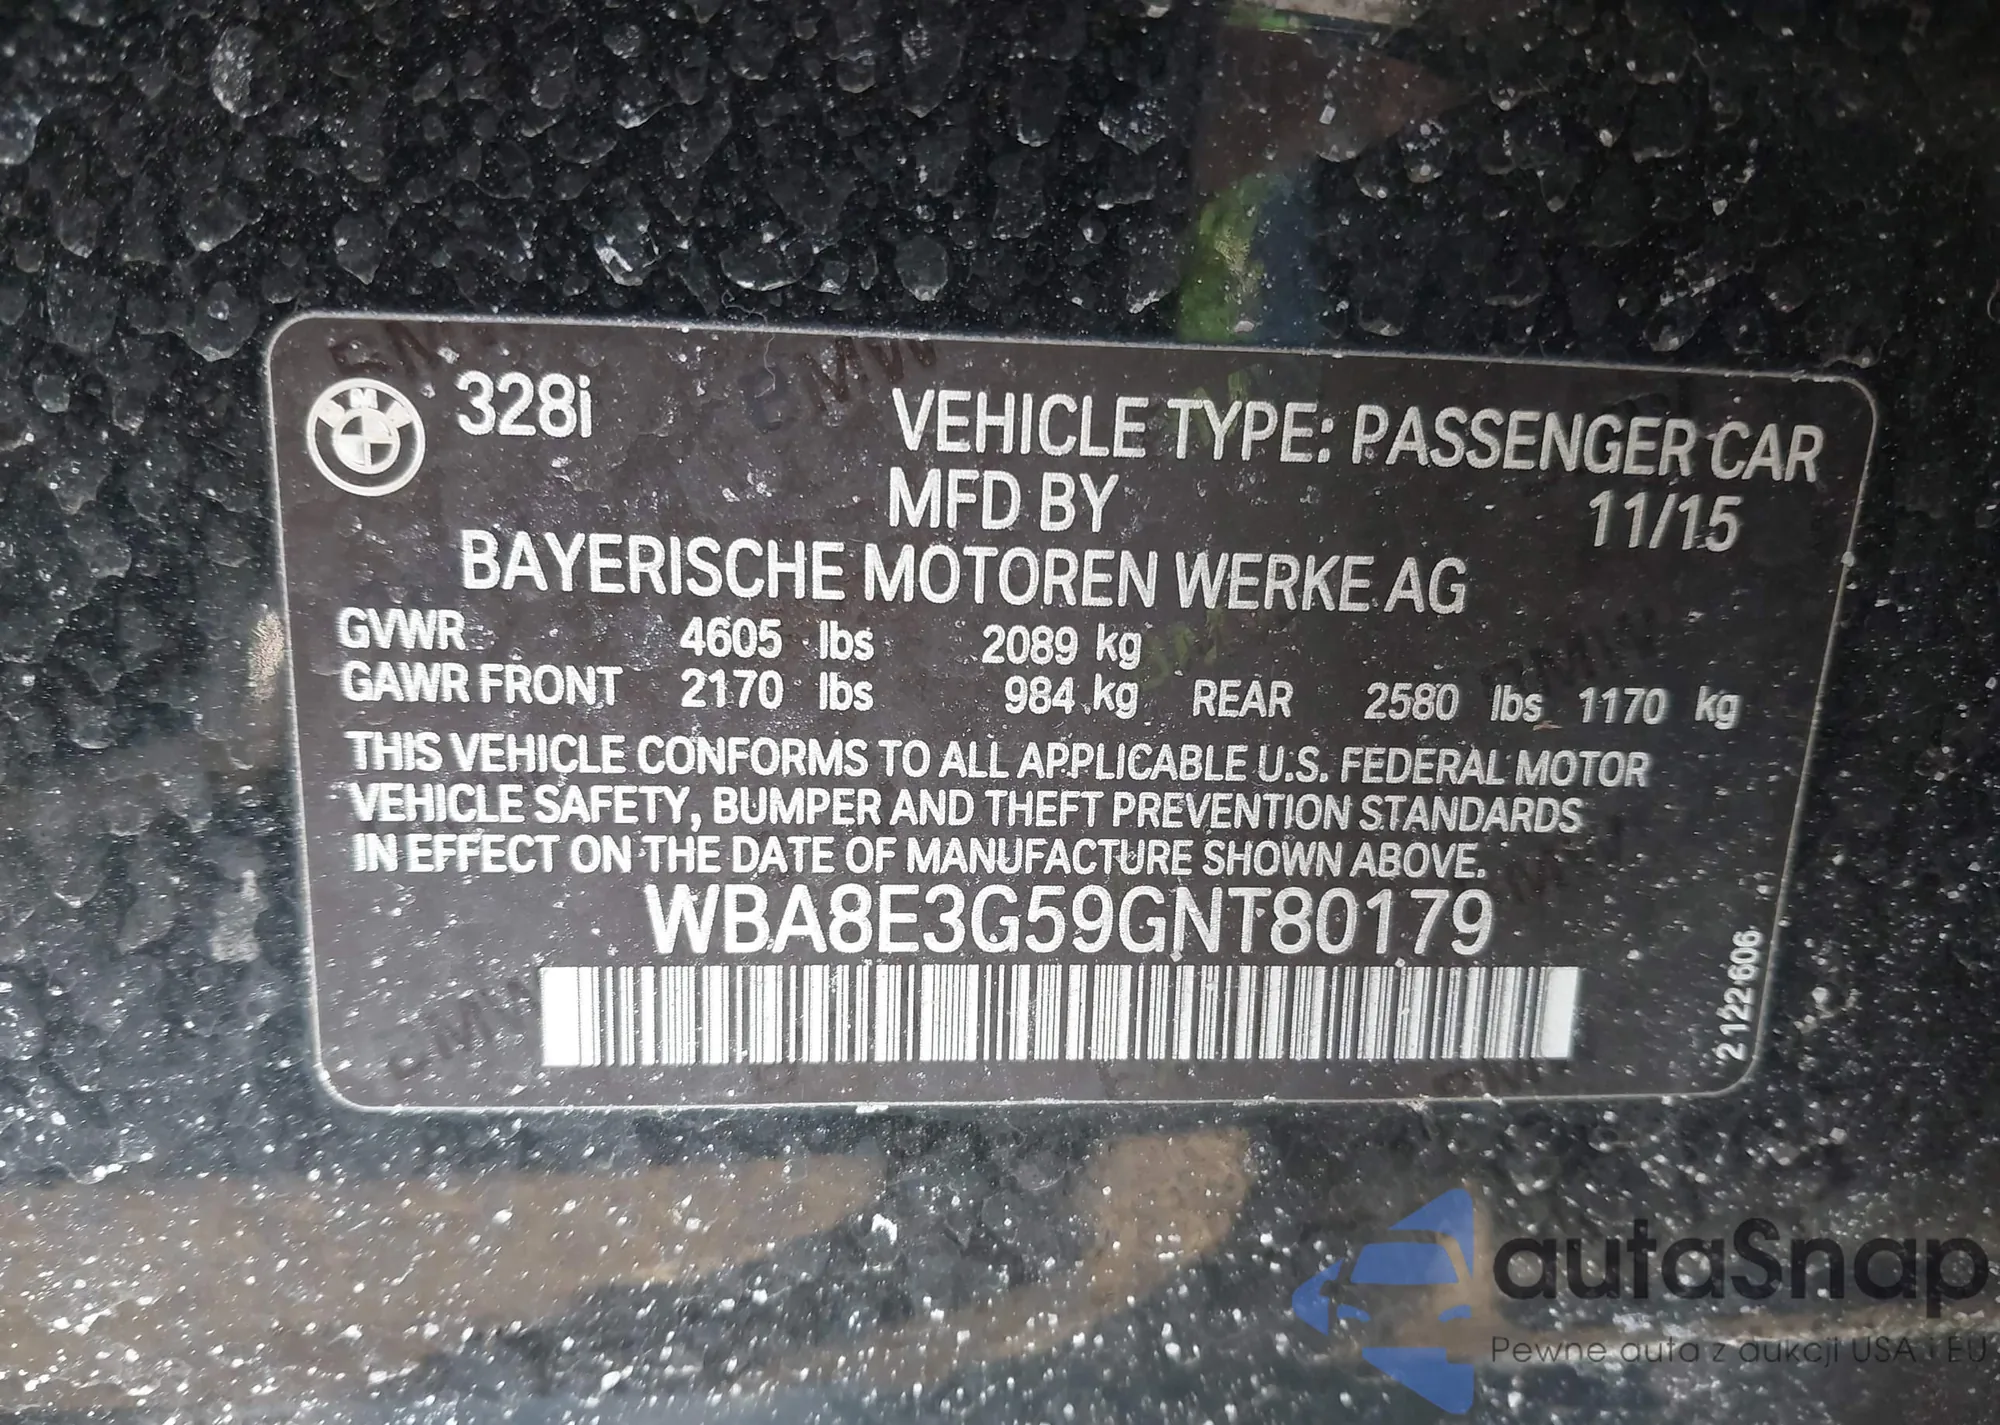 328i
VEHICLE TYPE: PASSENGER CAR
MFD BY
11/15
BAYERISCHE MOTOREN WERKE AG
GVWR 4605 lbs 2089 kg
GAWR FRONT 2170 lbs 984 kg REAR 2580 lbs 1170 kg
THIS VEHICLE CONFORMS TO ALL APPLICABLE U.S. FEDERAL MOTOR
VEHICLE SAFETY, BUMPER AND THEFT PREVENTION STANDARDS
IN EFFECT ON THE DATE OF MANUFACTURE SHOWN ABOVE.
WBA8E3G59GNT80179
2 122 606
autaSnap
Pewne auta z aukcji USA i EU